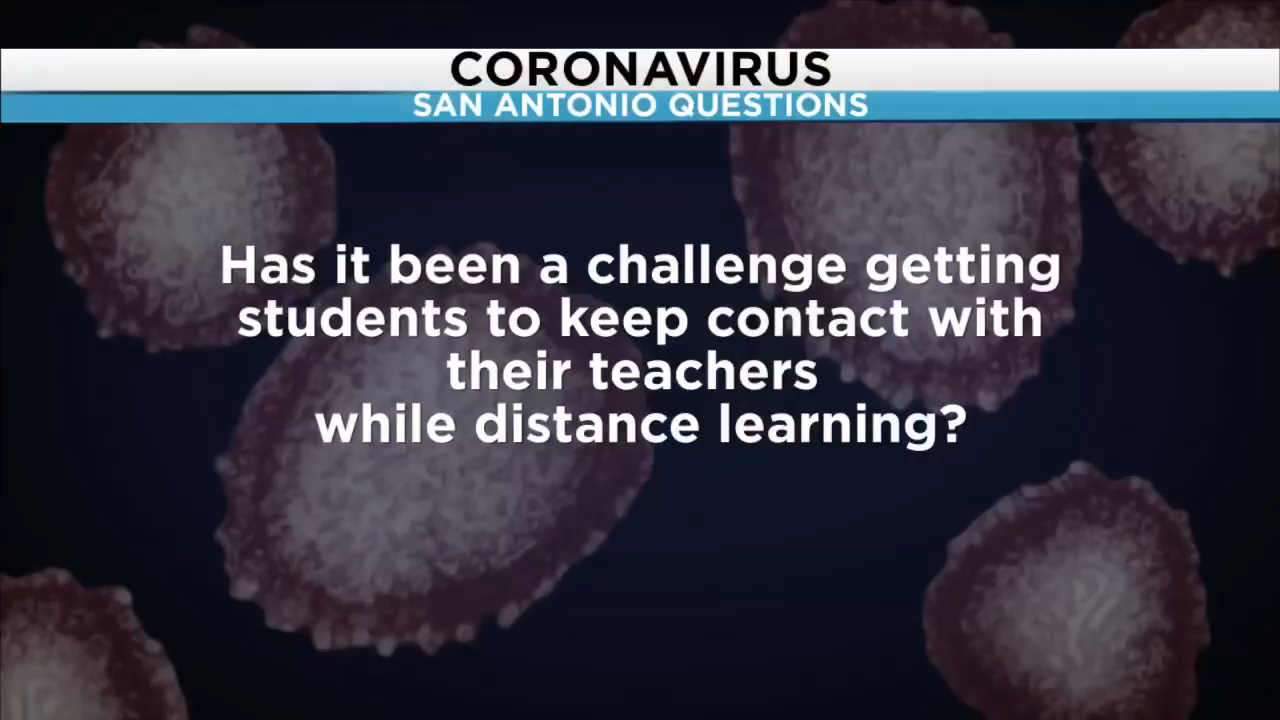 CORONAVIRUS
SAN ANTONIO QUESTIONS
Has it been a challenge getting
students to keep contact with
their teachers
while distance learning?